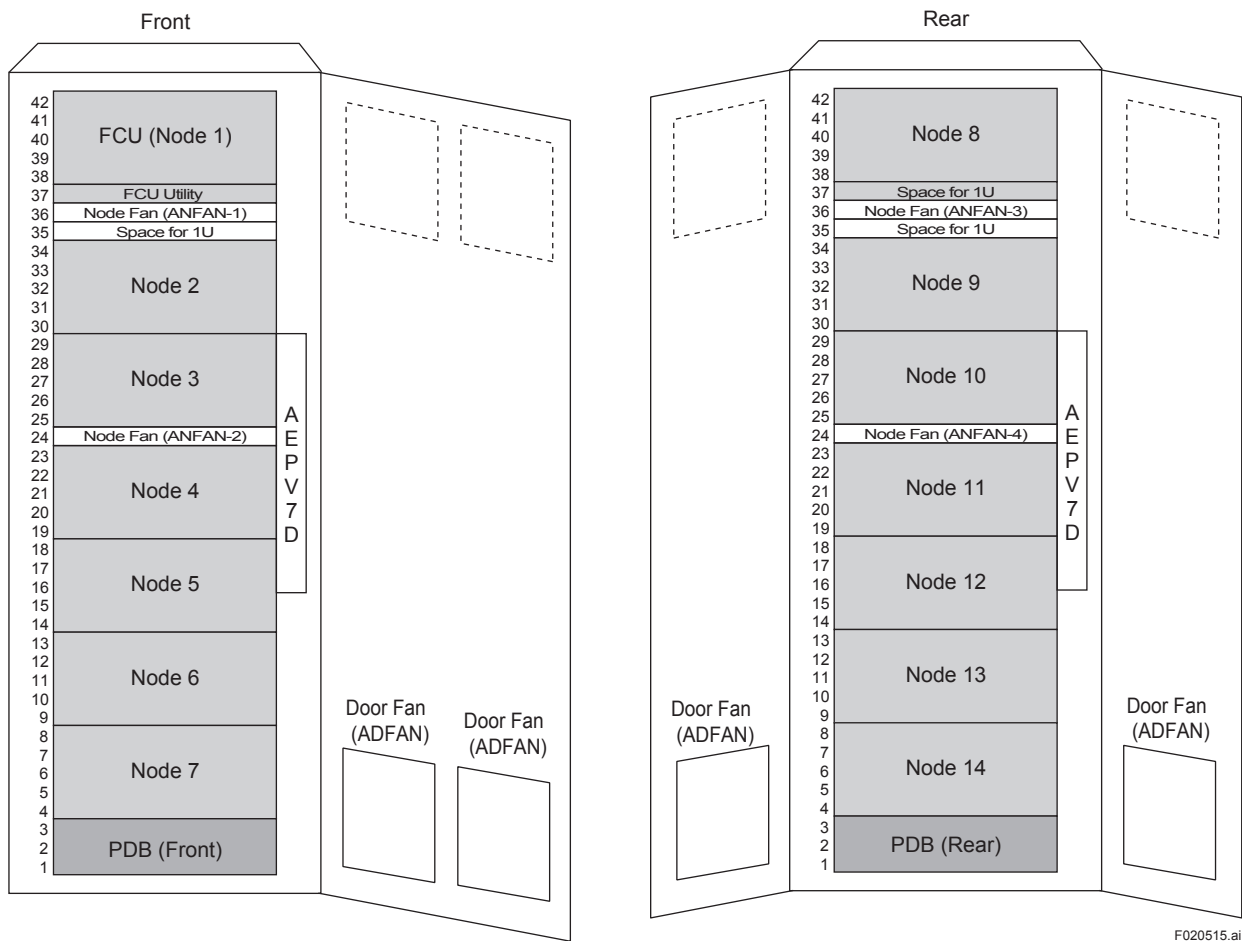 Front
42
41
40
39
38
37
36
35
34
33
32
31
30
29
28
27
26
25
24
23
22
21
20
19
18
17
16
15
14
13
12
11
10
9
8
7
6
5
4
3
2
1
FCU (Node 1)
FCU Utility
Node Fan (ANFAN-1)
Space for 1U
Node 2
Node 3
Node Fan (ANFAN-2)
Node 4
Node 5
Node 6
Node 7
PDB (Front)
A
E
P
V
7
D
Door Fan
(ADFAN)
Door Fan
(ADFAN)
Rear
Door Fan
(ADFAN)
42
41
40
39
38
37
36
35
34
33
32
31
30
29
28
27
26
25
24
23
22
21
20
19
18
17
16
15
14
13
12
11
10
9
8
7
6
5
4
3
2
1
Node 8
Space for 1U
Node Fan (ANFAN-3)
Space for 1U
Node 9
Node 10
Node Fan (ANFAN-4)
Node 11
Node 12
Node 13
Node 14
PDB (Rear)
A
E
P
V
7
D
Door Fan
(ADFAN)
F020515.ai